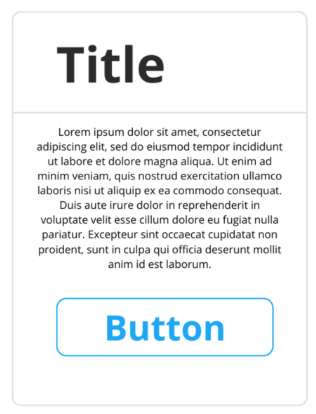 Title
Lorem ipsum dolor sit amet, consectetur
adipiscing elit, sed do eiusmod tempor incididunt
ut labore et dolore magna aliqua. Ut enim ad
minim veniam, quis nostrud exercitation ullamco
laboris nisi ut aliquip ex ea commodo consequat.
Duis aute irure dolor in reprehenderit in
voluptate velit esse cillum dolore eu fugiat nulla
pariatur. Excepteur sint occaecat cupidatat non
proident, sunt in culpa qui officia deserunt mollit
anim id est laborum.
Button